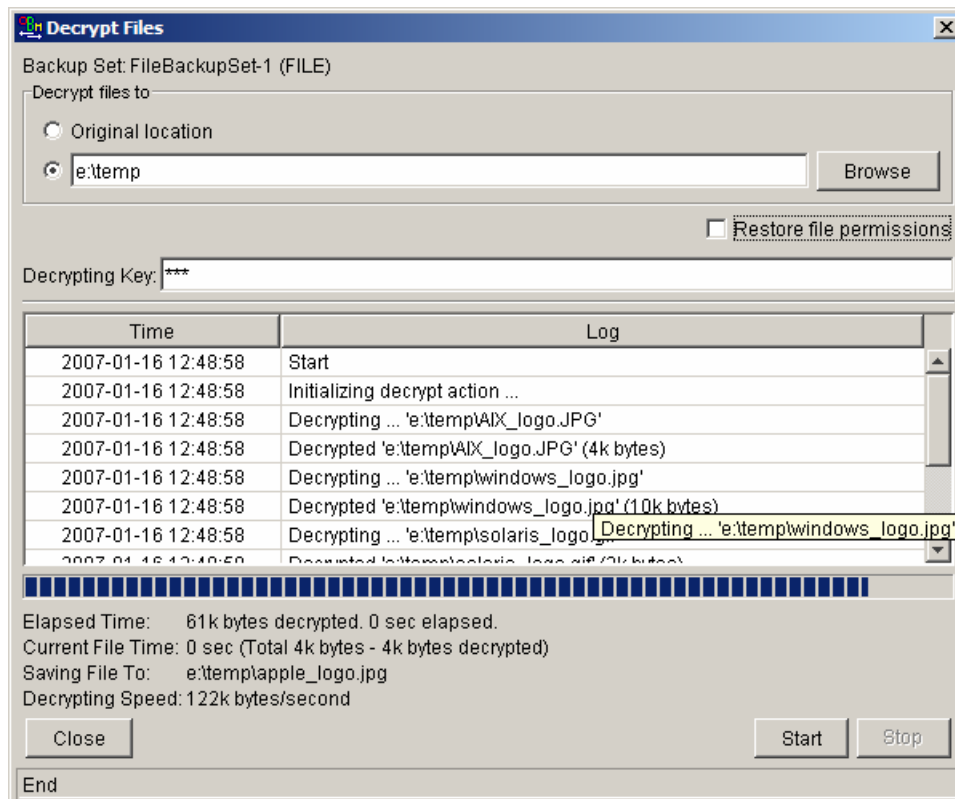 Decrypt Files
Backup Set: FileBackupSet-1 (FILE)
Decrypt files to
Original location
e:\temp
Browse
Restore file permissions
Decrypting Key: ***
Time Log
2007-01-16 12:48:58 Start
2007-01-16 12:48:58 Initializing decrypt action ...
2007-01-16 12:48:58 Decrypting ... 'e:\temp\AIX_logo.JPG'
2007-01-16 12:48:58 Decrypted 'e:\temp\AIX_logo.JPG' (4k bytes)
2007-01-16 12:48:58 Decrypting ... 'e:\temp\windows_logo.jpg'
2007-01-16 12:48:58 Decrypted 'e:\temp\windows_logo.jpg' (10k bytes)
2007-01-16 12:48:58 Decrypting ... 'e:\temp\solaris_logo.gif'
Decrypting ... 'e:\temp\windows_logo.jpg'
Decrypted 'e:\temp\solaris_logo.gif'
Elapsed Time: 61k bytes decrypted. 0 sec elapsed.
Current File Time: 0 sec (Total 4k bytes - 4k bytes decrypted)
Saving File To: e:\temp\apple_logo.jpg
Decrypting Speed: 122k bytes/second
Close
Start
Stop
End